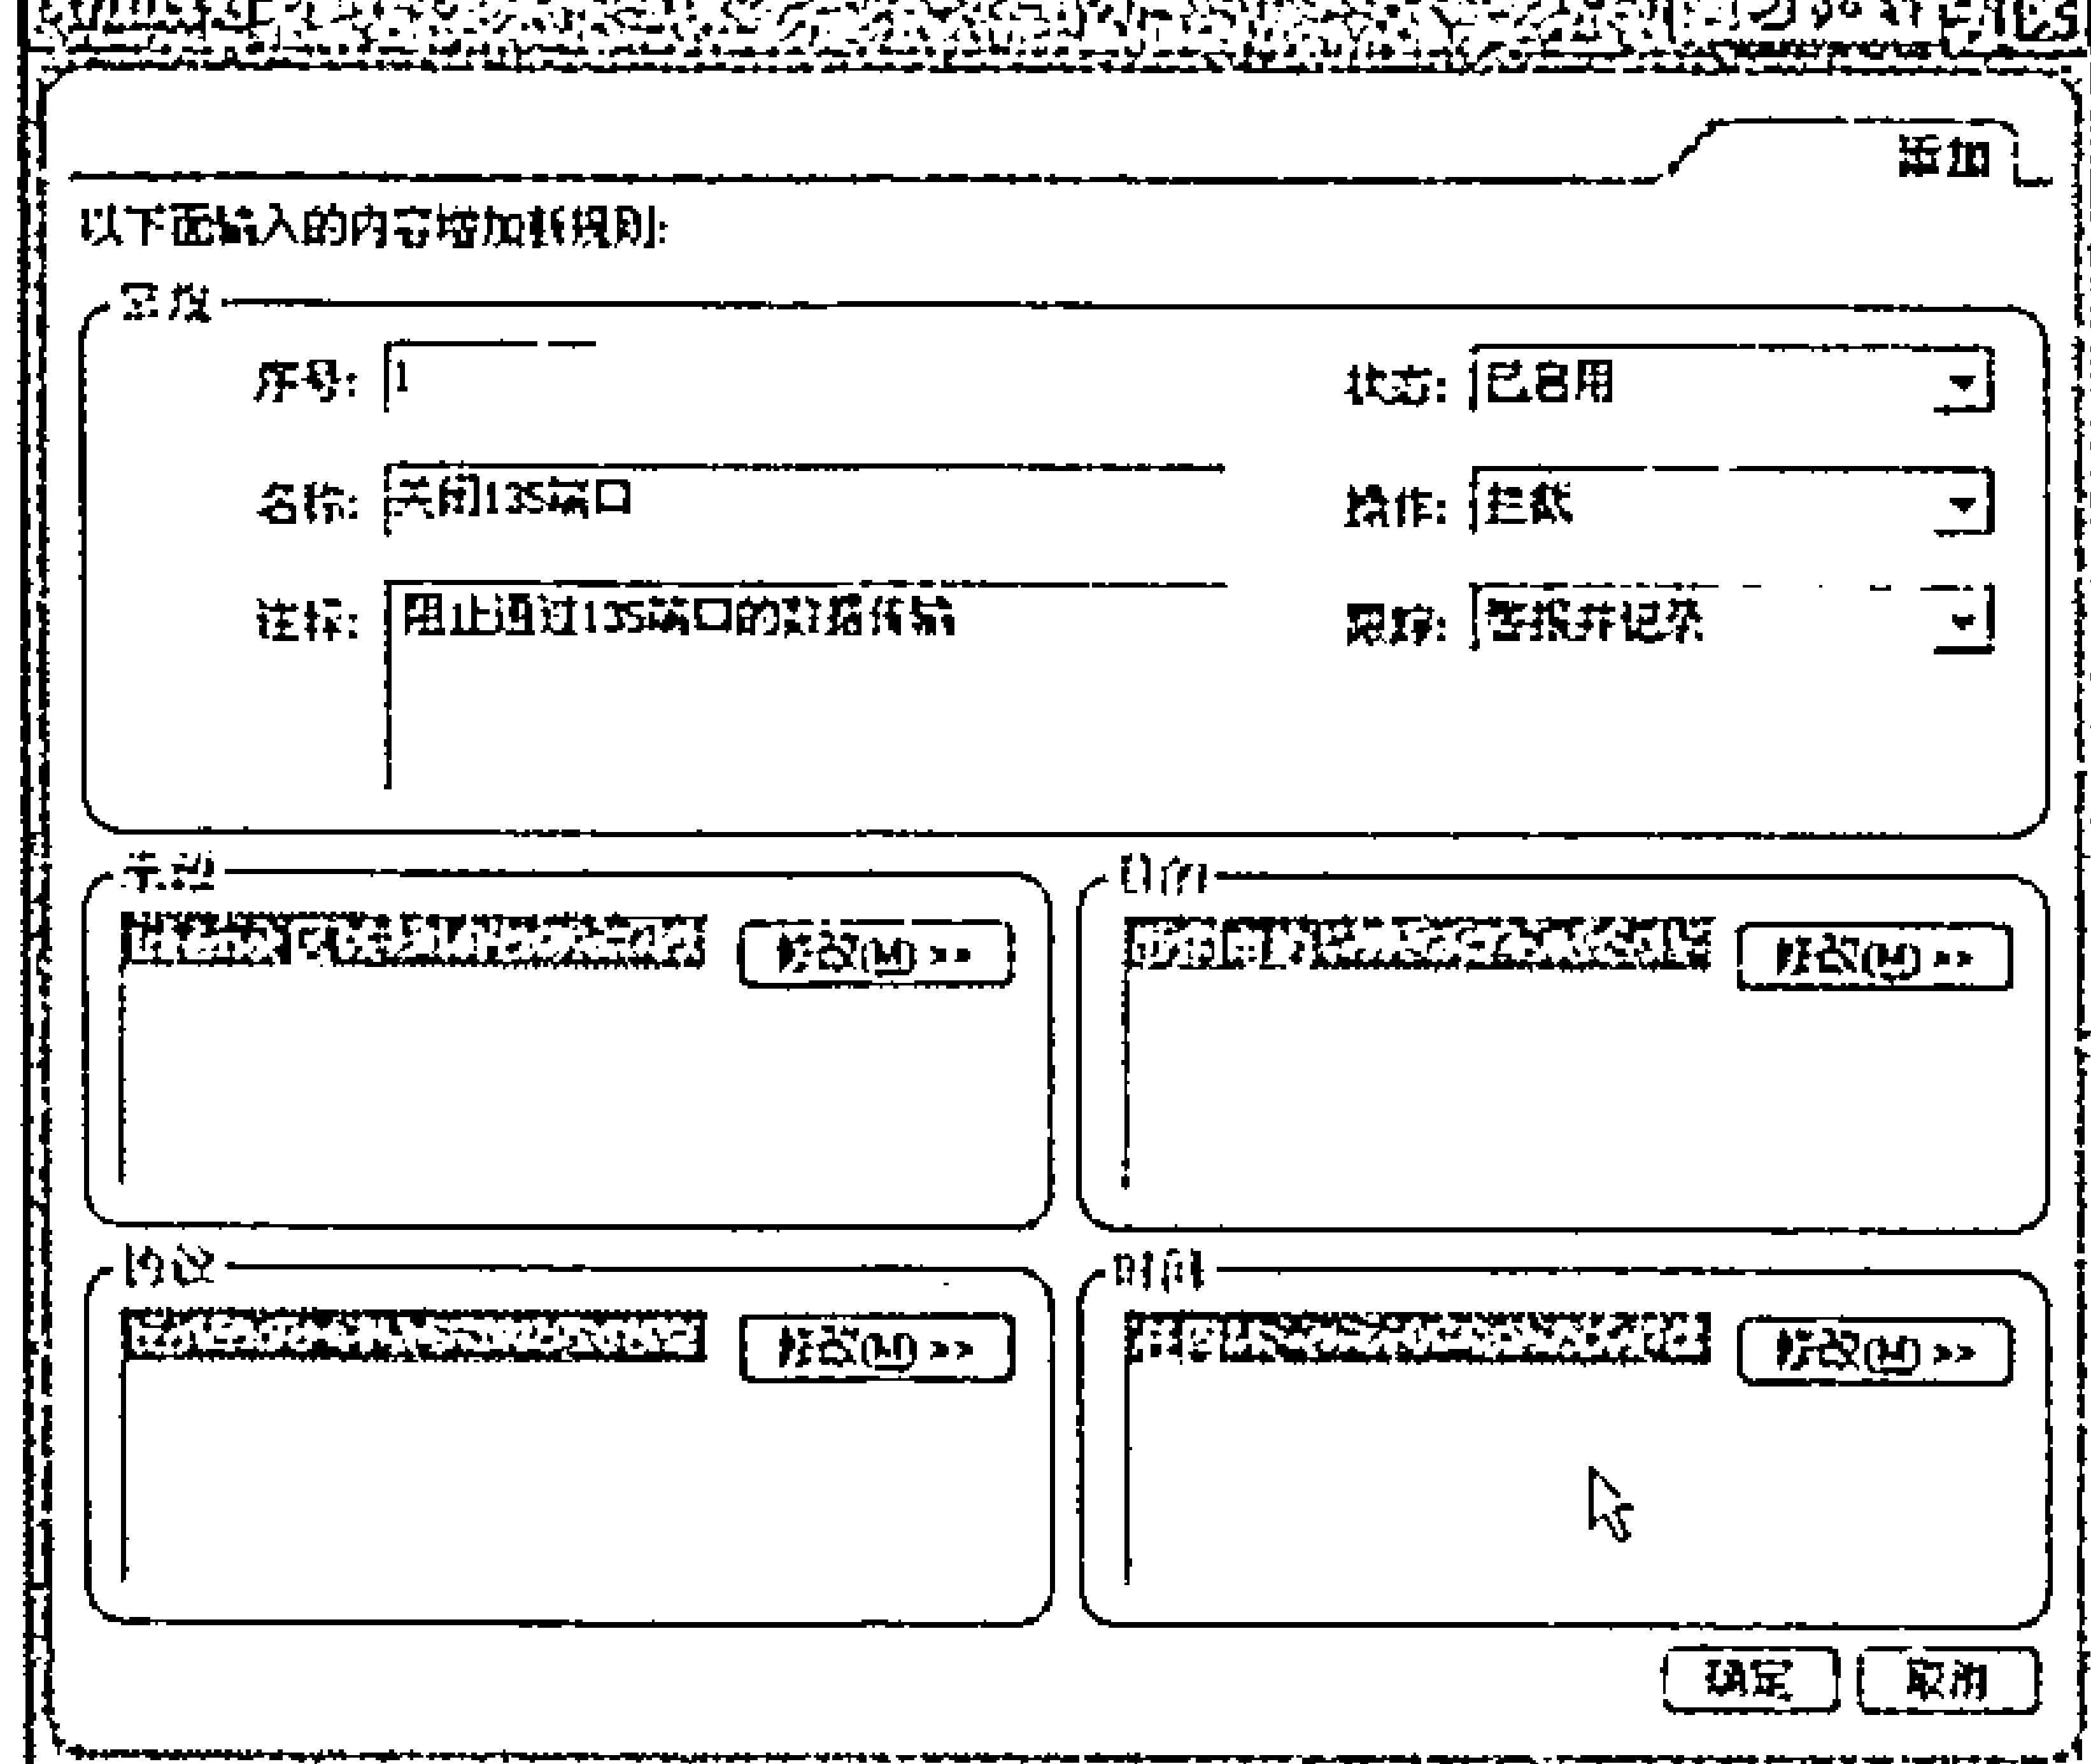 添加
以下面输入的内容增加新规则:
常规
序号: 1
状态: 已启用
名称: 关闭135端口
操作: 拦截
注释: 阻止通过135端口的数据传输
跟踪: 警报并记录
来源
目的
修改(M) >>
修改(M) >>
协议
时间
修改(M) >>
修改(M) >>
确定
取消